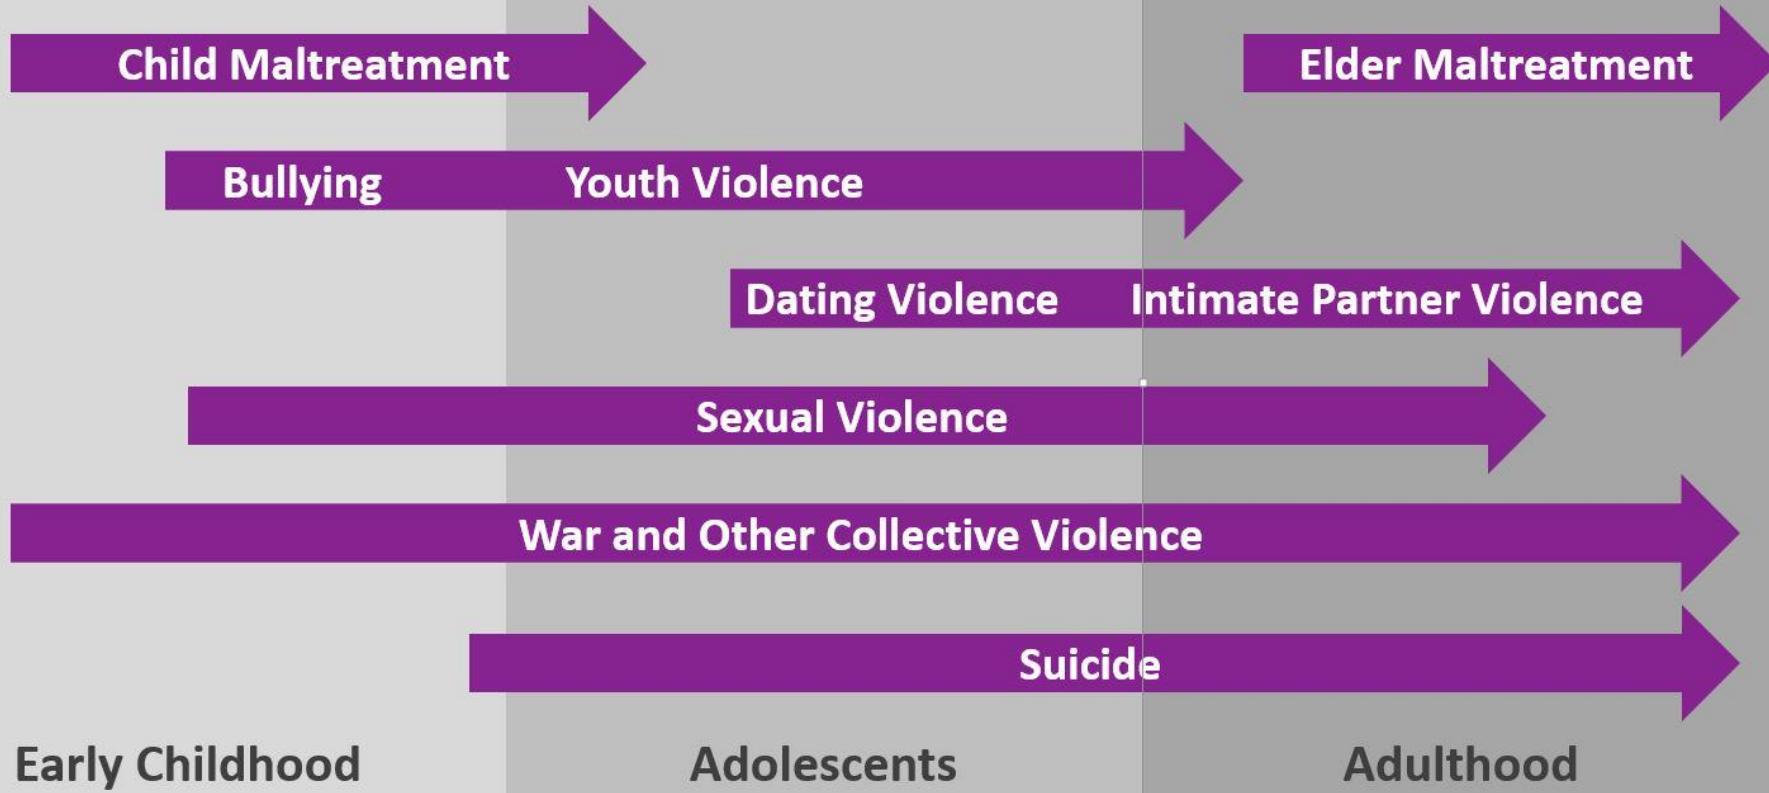 Child Maltreatment
Elder Maltreatment
Bullying
Youth Violence
Dating Violence
Intimate Partner Violence
Sexual Violence
War and Other Collective Violence
Suicide
Early Childhood
Adolescents
Adulthood